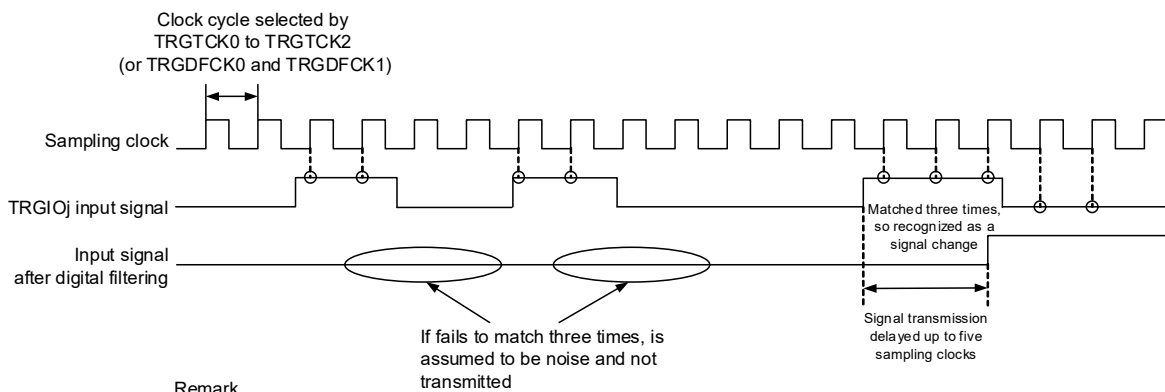 Clock cycle selected by
TRGTCK0 to TRGTCK2
(or TRGDFCK0 and TRGDFCK1)
Sampling clock
TRGIOj input signal
Matched three times,
so recognized as a
signal change
Input signal
after digital filtering
If fails to match three times, is
assumed to be noise and not
transmitted
Signal transmission
delayed up to five
sampling clocks
Remark